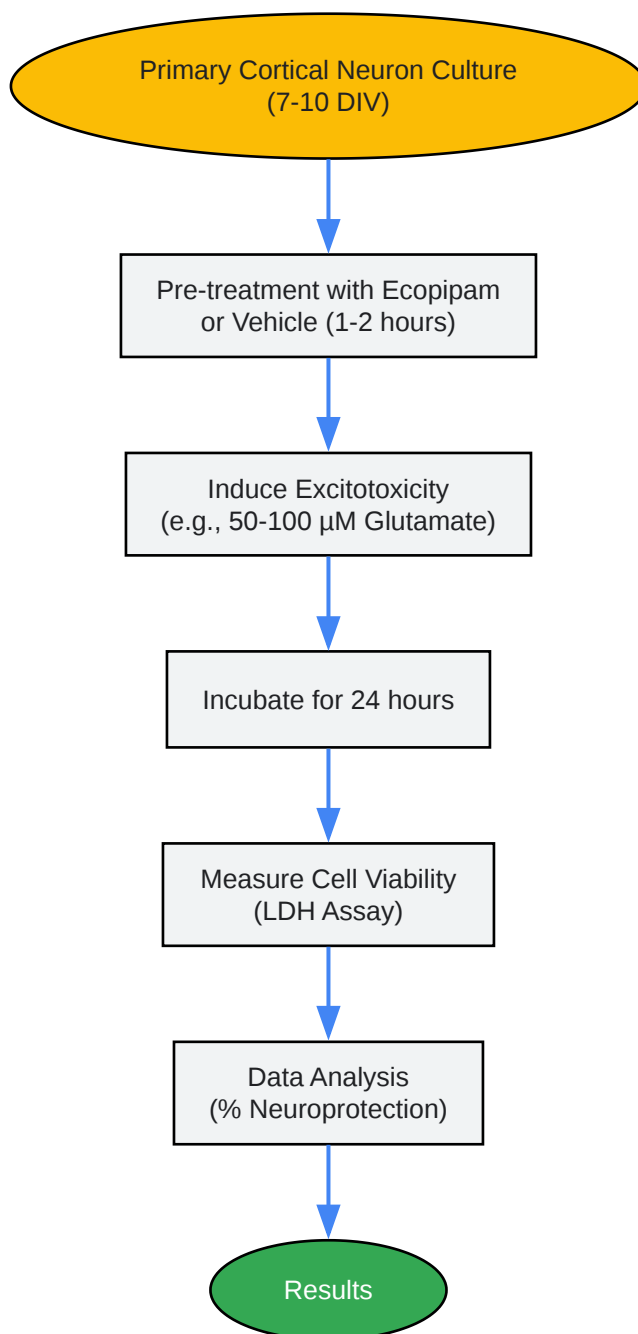 Primary Cortical Neuron Culture
(7-10 DIV)
Pre-treatment with Ecopipam
or Vehicle (1-2 hours)
Induce Excitotoxicity
(e.g., 50-100 µM Glutamate)
Incubate for 24 hours
Measure Cell Viability
(LDH Assay)
Data Analysis
(% Neuroprotection)
Results